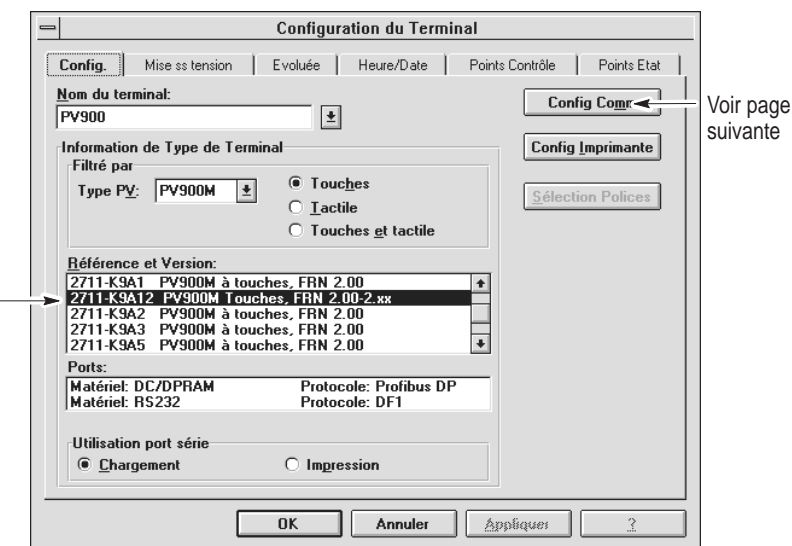 Configuration du Terminal
Config. Mise ss tension Evoluée Heure/Date Points Contrôle Points Etat
Nom du terminal:
PV900
Config Comm
Voir page
suivante
Information de Type de Terminal
Config Imprimante
Filtré par
Type PV: PV900M
Touches
Tactile
Touches et tactile
Sélection Polices
Référence et Version:
2711-K9A1 PV900M à touches, FRN 2.00
2711-K9A12 PV900M Touches, FRN 2.00-2.xx
2711-K9A2 PV900M à touches, FRN 2.00
2711-K9A3 PV900M à touches, FRN 2.00
2711-K9A5 PV900M à touches, FRN 2.00
Ports:
Matériel: DC/DPRAM Protocole: Profibus DP
Matériel: RS232 Protocole: DF1
Utilisation port série
Chargement Impression
OK Annuler Appliquer ?